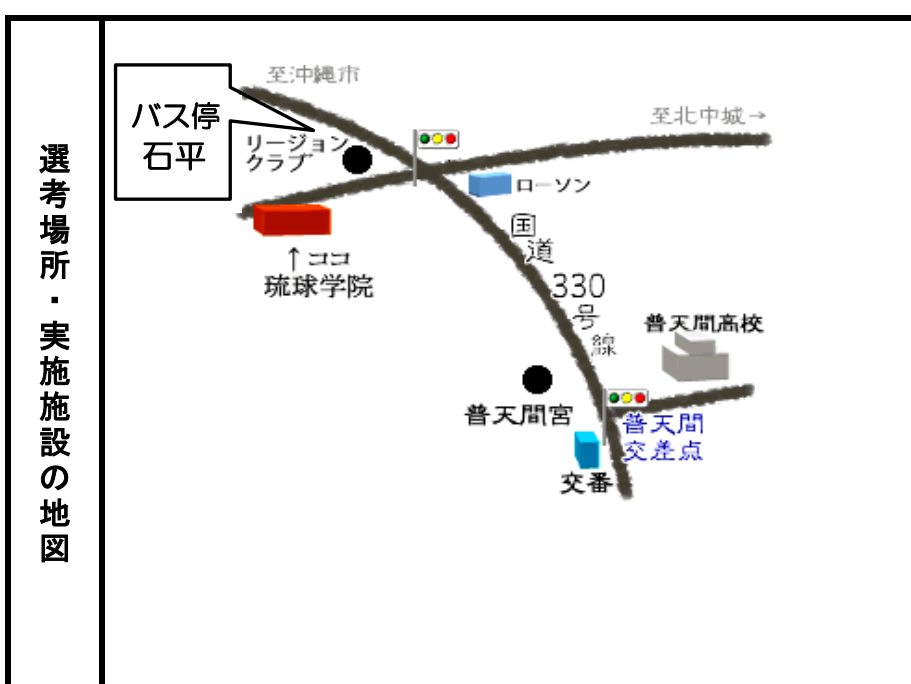 選考場所・実施施設の地図
至沖縄市
バス停
石平
リージョン
クラブ
至北中城→
ローソン
↑ココ
琉球学院
国道330号線
普天間高校
普天間宮
普天間
交差点
交番